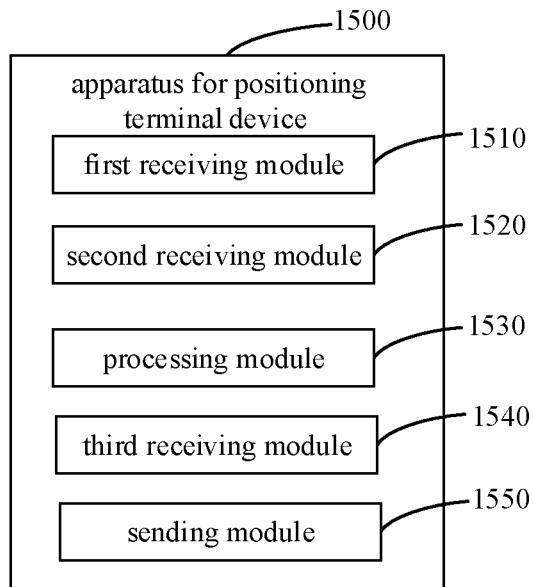 1500
apparatus for positioning
terminal device
first receiving module
1510
second receiving module
1520
processing module
1530
third receiving module
1540
sending module
1550